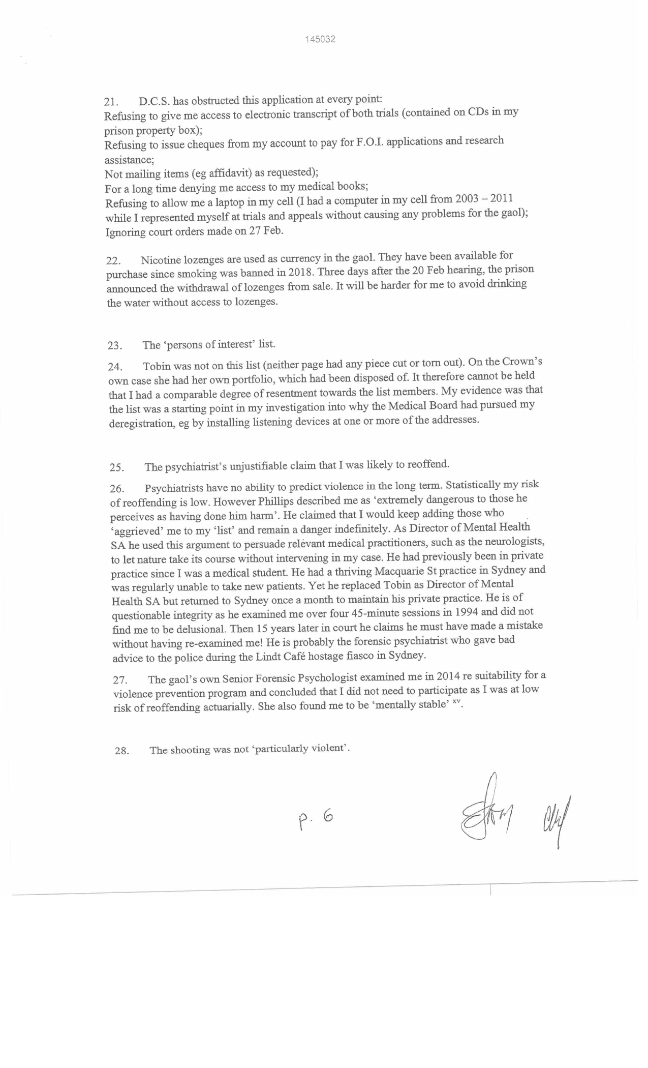 145032
21. D.C.S. has obstructed this application at every point:
Refusing to give me access to electronic transcript of both trials (contained on CDs in my
prison property box);
Refusing to issue cheques from my account to pay for F.O.I. applications and research
assistance;
Not mailing items (eg affidavit) as requested);
For a long time denying me access to my medical books;
Refusing to allow me a laptop in my cell (I had a computer in my cell from 2003 – 2011
while I represented myself at trials and appeals without causing any problems for the gaol);
Ignoring court orders made on 27 Feb.
22. Nicotine lozenges are used as currency in the gaol. They have been available for
purchase since smoking was banned in 2018. Three days after the 20 Feb hearing, the prison
announced the withdrawal of lozenges from sale. It will be harder for me to avoid drinking
the water without access to lozenges.
23. The ‘persons of interest’ list.
24. Tobin was not on this list (neither page had any piece cut or torn out). On the Crown’s
own case she had her own portfolio, which had been disposed of. It therefore cannot be held
that I had a comparable degree of resentment towards the list members. My evidence was that
the list was a starting point in my investigation into why the Medical Board had pursued my
deregistration, eg by installing listening devices at one or more of the addresses.
25. The psychiatrist’s unjustifiable claim that I was likely to reoffend.
26. Psychiatrists have no ability to predict violence in the long term. Statistically my risk
of reoffending is low. However Phillips described me as ‘extremely dangerous to those he
perceives as having done him harm’. He claimed that I would keep adding those who
‘aggrieved’ me to my ‘list’ and remain a danger indefinitely. As Director of Mental Health
SA he used this argument to persuade relevant medical practitioners, such as the neurologists,
to let nature take its course without intervening in my case. He had previously been in private
practice since I was a medical student. He had a thriving Macquarie St practice in Sydney and
was regularly unable to take new patients. Yet he replaced Tobin as Director of Mental
Health SA but returned to Sydney once a month to maintain his private practice. He is of
questionable integrity as he examined me over four 45-minute sessions in 1994 and did not
find me to be delusional. Then 15 years later in court he claims he must have made a mistake
without having re-examined me! He is probably the forensic psychiatrist who gave bad
advice to the police during the Lindt Café hostage fiasco in Sydney.
27. The gaol’s own Senior Forensic Psychologist examined me in 2014 re suitability for a
violence prevention program and concluded that I did not need to participate as I was at low
risk of reoffending actuarially. She also found me to be ‘mentally stable’ xv.
28. The shooting was not ‘particularly violent’.
p. 6